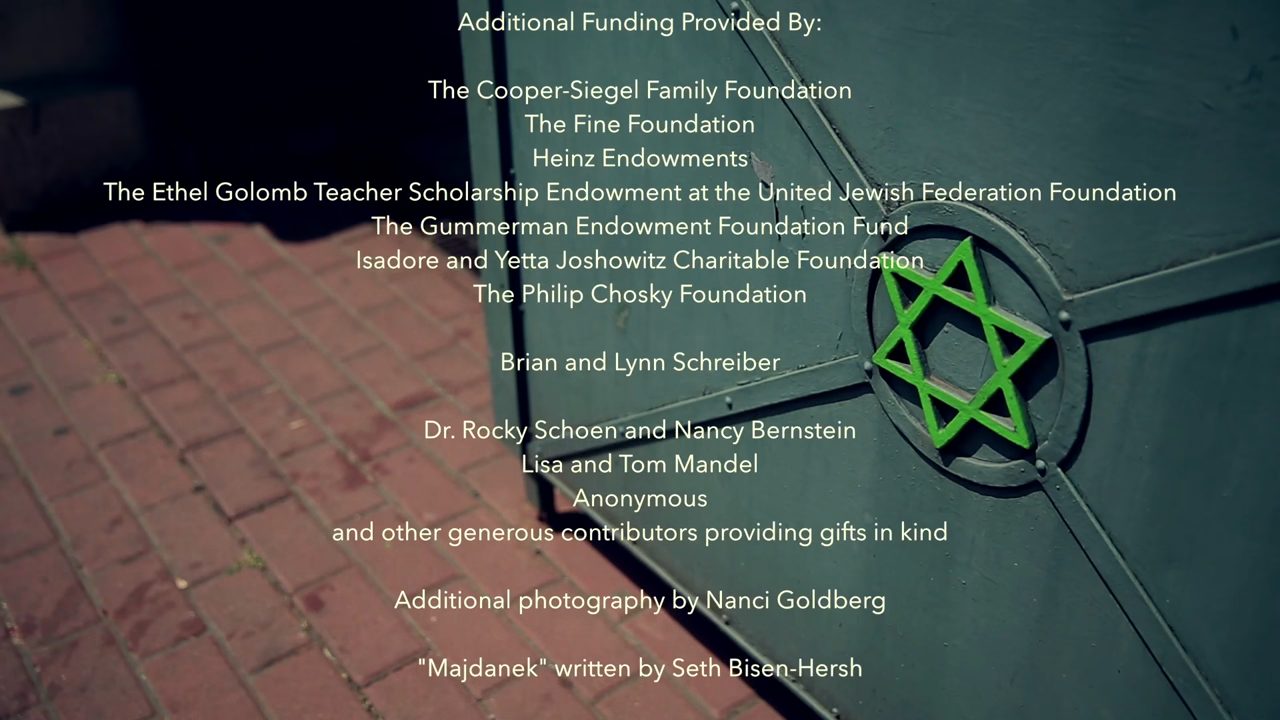 Additional Funding Provided By:
The Cooper-Siegel Family Foundation
The Fine Foundation
Heinz Endowments
The Ethel Golomb Teacher Scholarship Endowment at the United Jewish Federation Foundation
The Gummerman Endowment Foundation Fund
Isadore and Yetta Joshowitz Charitable Foundation
The Philip Chosky Foundation
Brian and Lynn Schreiber
Dr. Rocky Schoen and Nancy Bernstein
Lisa and Tom Mandel
Anonymous
and other generous contributors providing gifts in kind
Additional photography by Nanci Goldberg
"Majdanek" written by Seth Bisen-Hersh